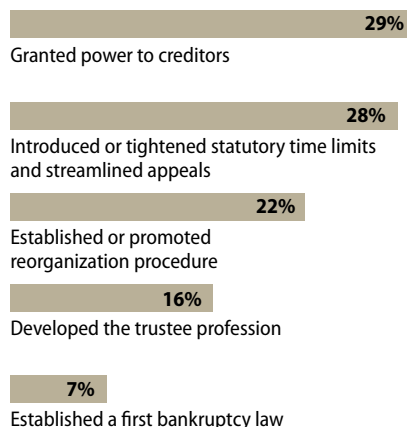 29%
Granted power to creditors
28%
Introduced or tightened statutory time limits
and streamlined appeals
22%
Established or promoted
reorganization procedure
16%
Developed the trustee profession
7%
Established a first bankruptcy law